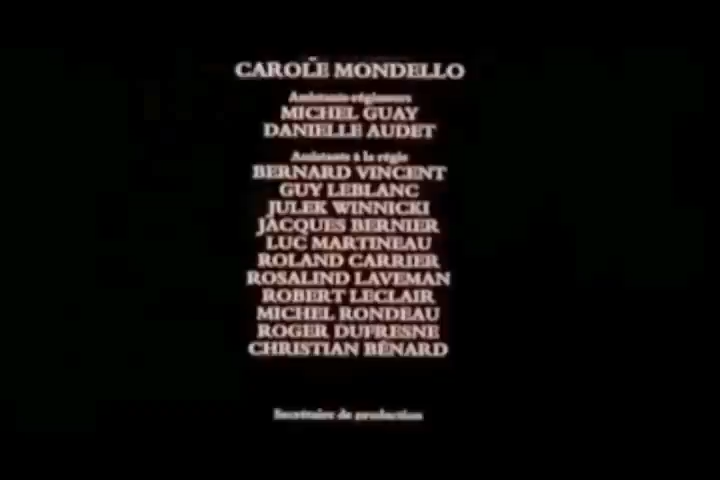 CAROLE MONDELLO
Assistants régisseurs
MICHEL GUAY
DANIELLE AUDET
Assistants à la régie
BERNARD VINCENT
GUY LEBLANC
JULEK WINNICKI
JACQUES BERNIER
LUC MARTINEAU
ROLAND CARRIER
ROSALIND LAVEMAN
ROBERT LECLAIR
MICHEL RONDEAU
ROGER DUFRESNE
CHRISTIAN BÉNARD
Secrétaire de production